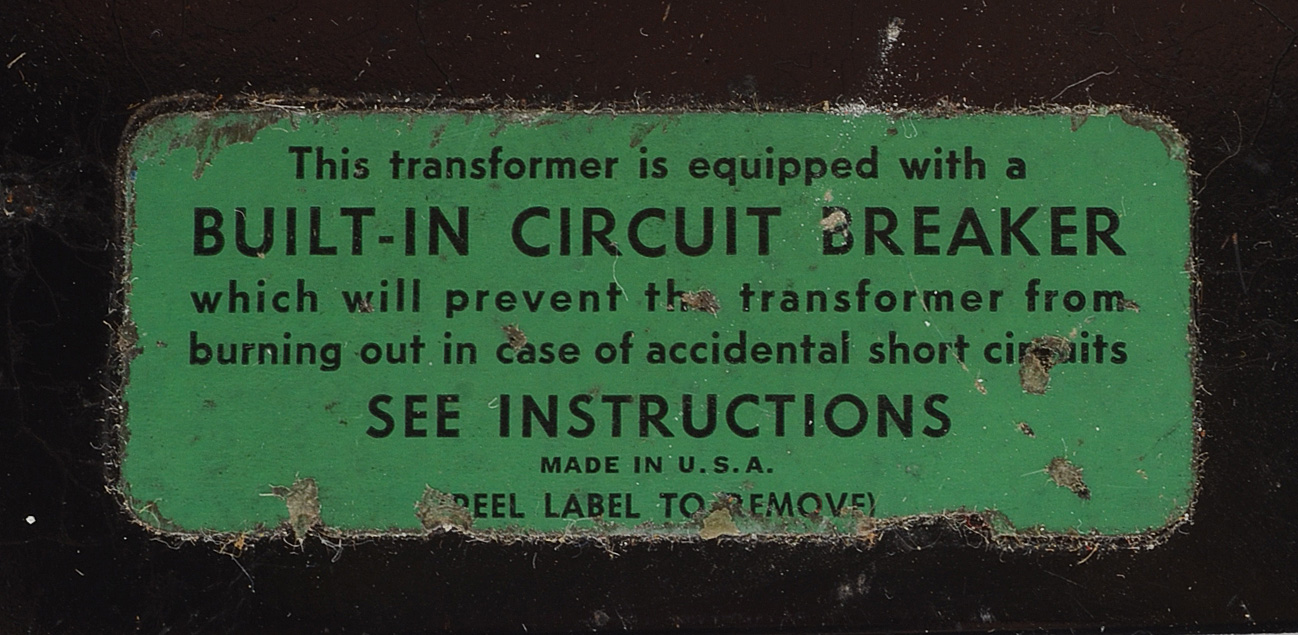 This transformer is equipped with a
BUILT-IN CIRCUIT BREAKER
which will prevent the transformer from
burning out in case of accidental short circuits
SEE INSTRUCTIONS
MADE IN U.S.A.
(PEEL LABEL TO REMOVE)